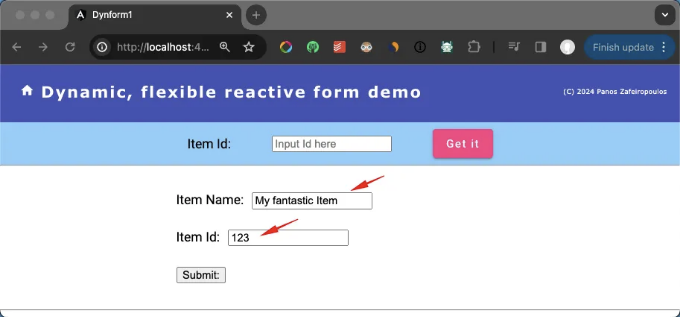 Dynform1
http://localhost:4...
Finish update
Dynamic, flexible reactive form demo
(C) 2024 Panos Zafeiropoulos
Item Id:
Input Id here
Get it
Item Name:
My fantastic Item
Item Id:
123
Submit: